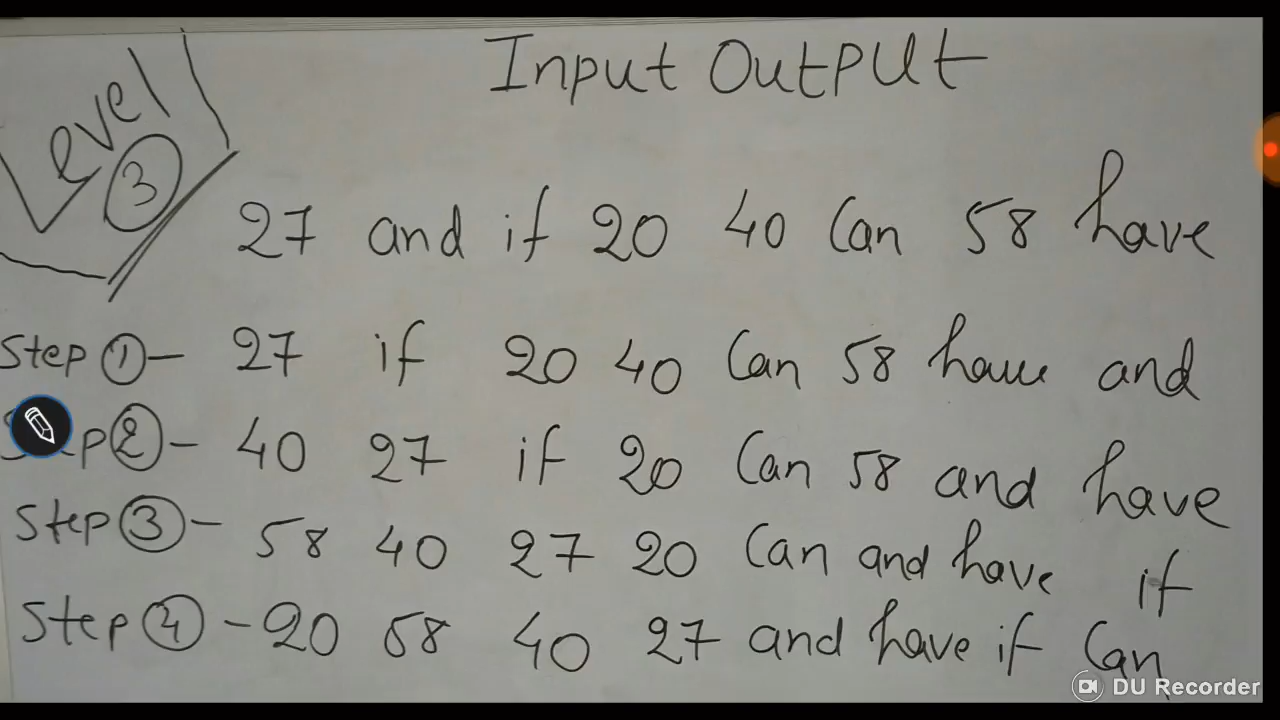 Input Output
Level
3
27 and if 20 40 Can 58 have
Step 1 - 27 if 20 40 Can 58 have and
2 - 40 27 if 20 Can 58 and have
Step 3 - 58 40 27 20 Can and have if
Step 4 - 20 58 40 27 and have if Can
DU Recorder